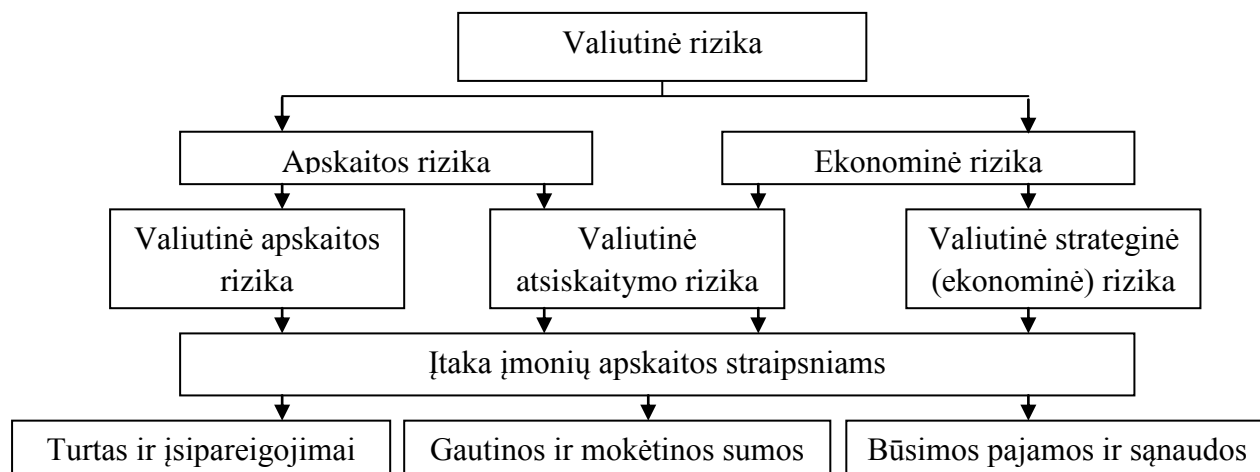 Valiutinė rizika
Apskaitos rizika
Ekonominė rizika
Valiutinė apskaitos
rizika
Valiutinė
atsiskaitymo rizika
Valiutinė strateginė
(ekonominė) rizika
Įtaka įmonių apskaitos straipsniams
Turtas ir įsipareigojimai
Gautinos ir mokėtinos sumos
Būsimos pajamos ir sąnaudos